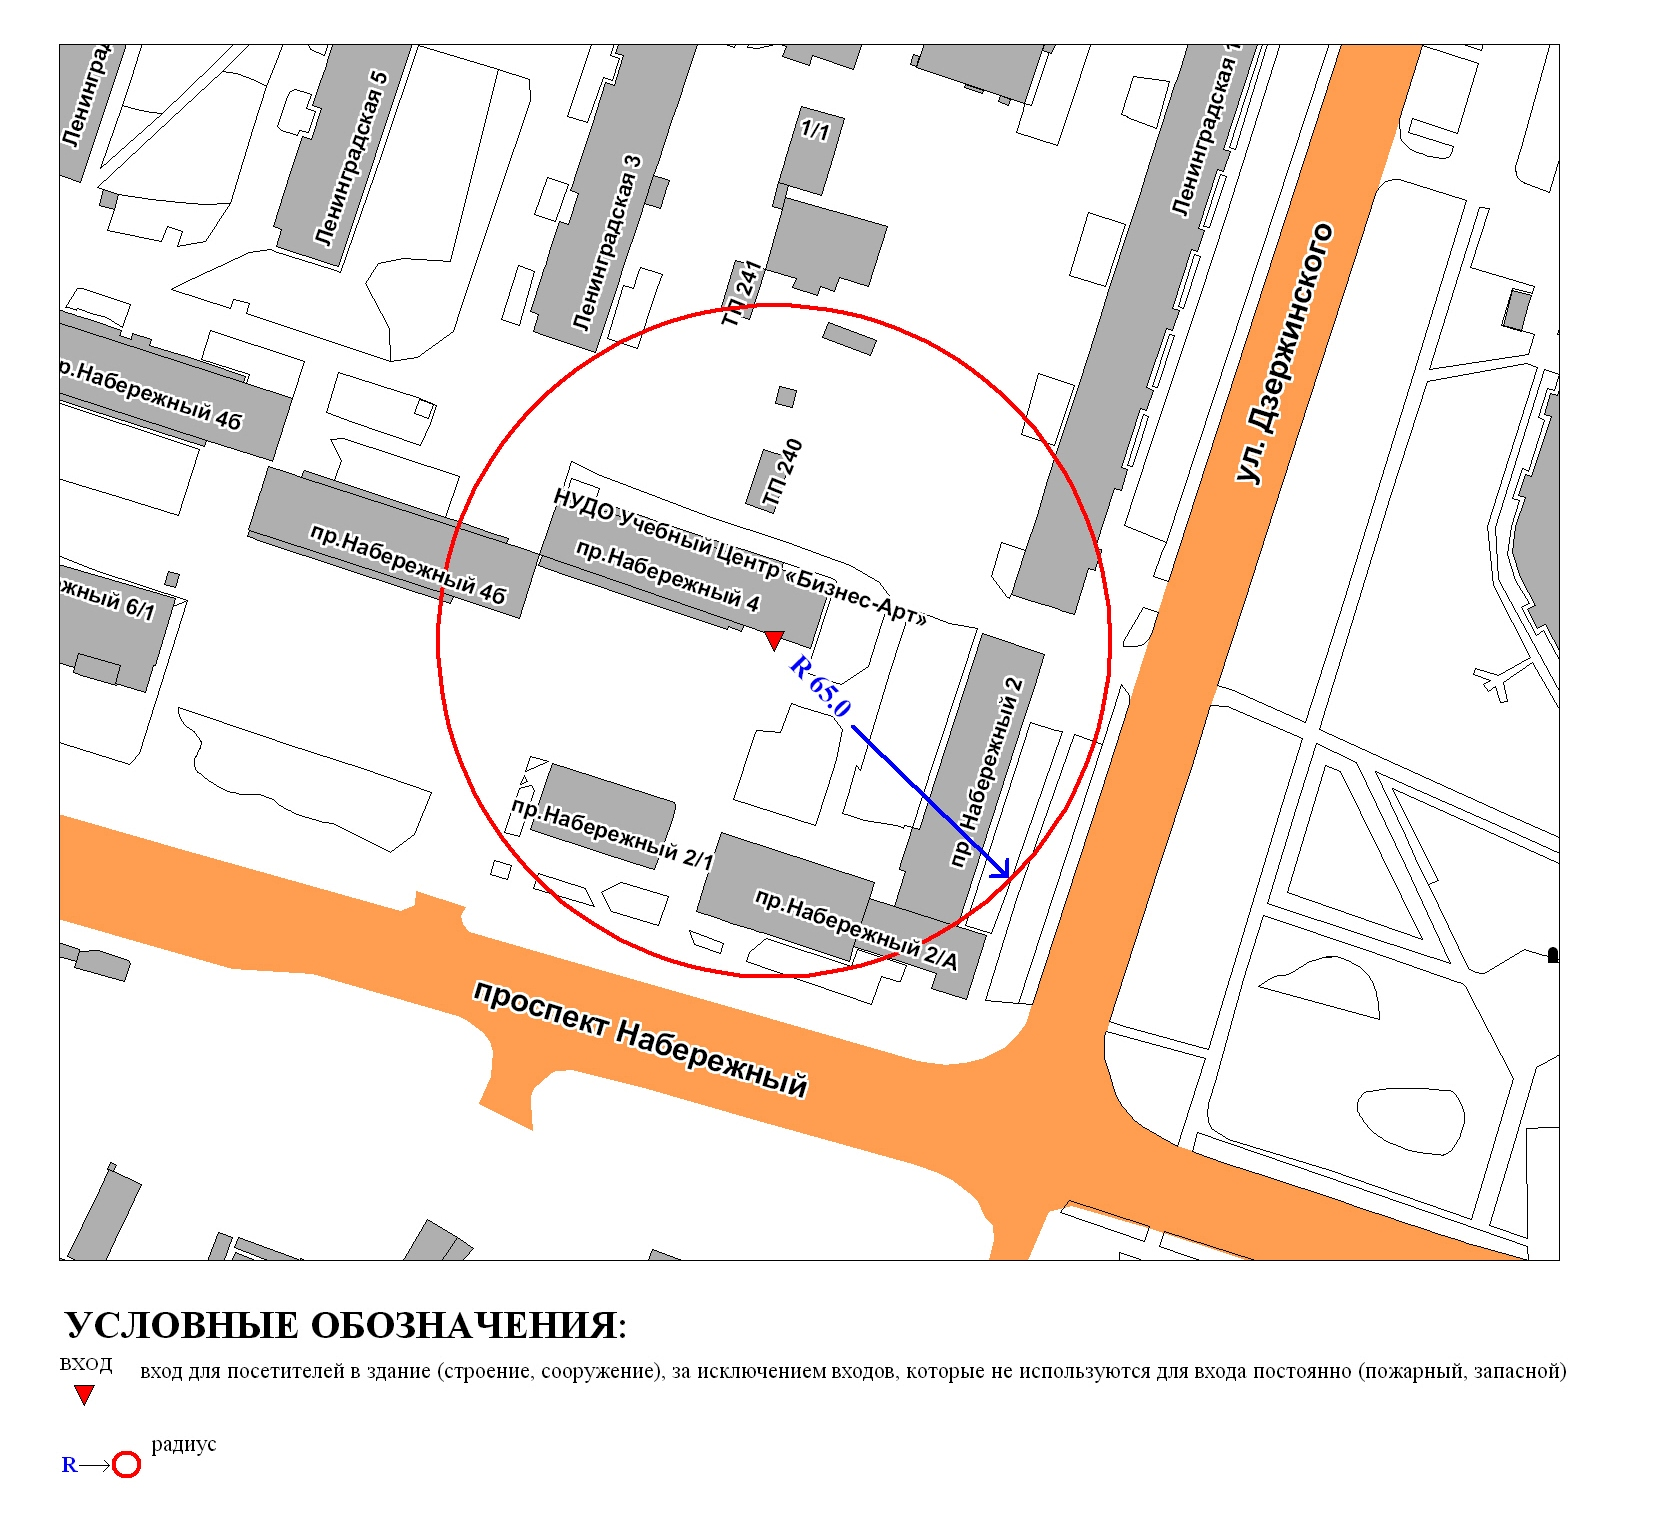 Ленинград
Ленинградская 5
Ленинградская 3
1/1
Ленинградская 1
ТП 241
ул. Дзержинского
р.Набережный 4б
ТП 240
НУДО Учебный Центр «Бизнес-Арт»
пр.Набережный 4б
пр.Набережный 4
жный 6/1
R 65.0
пр.Набережный 2
пр.Набережный 2/1
пр.Набережный 2/А
проспект Набережный
УСЛОВНЫЕ ОБОЗНАЧЕНИЯ:
ВХОД
вход для посетителей в здание (строение, сооружение), за исключением входов, которые не используются для входа постоянно (пожарный, запасной)
радиус
R